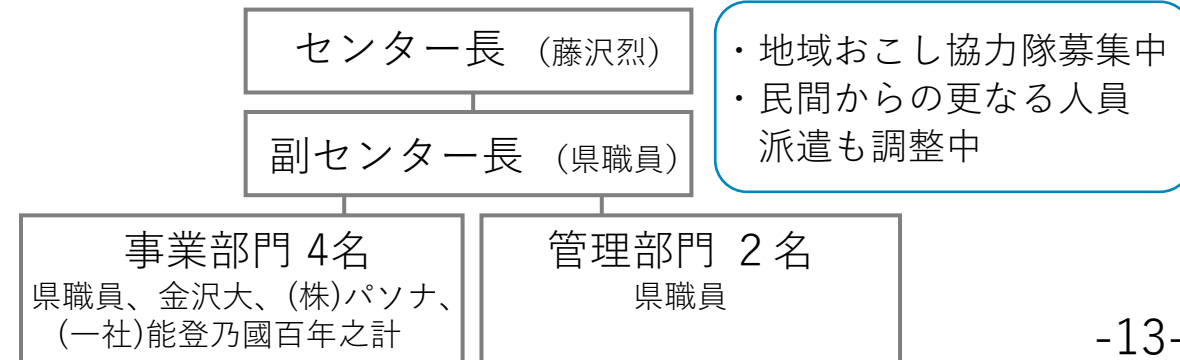 センター長 (藤沢烈)
副センター長 (県職員)
・地域おこし協力隊募集中
・民間からの更なる人員
派遣も調整中
事業部門 4名
県職員、金沢大、(株)パソナ、
(一社)能登乃國百年之計
管理部門 2名
県職員
-13-